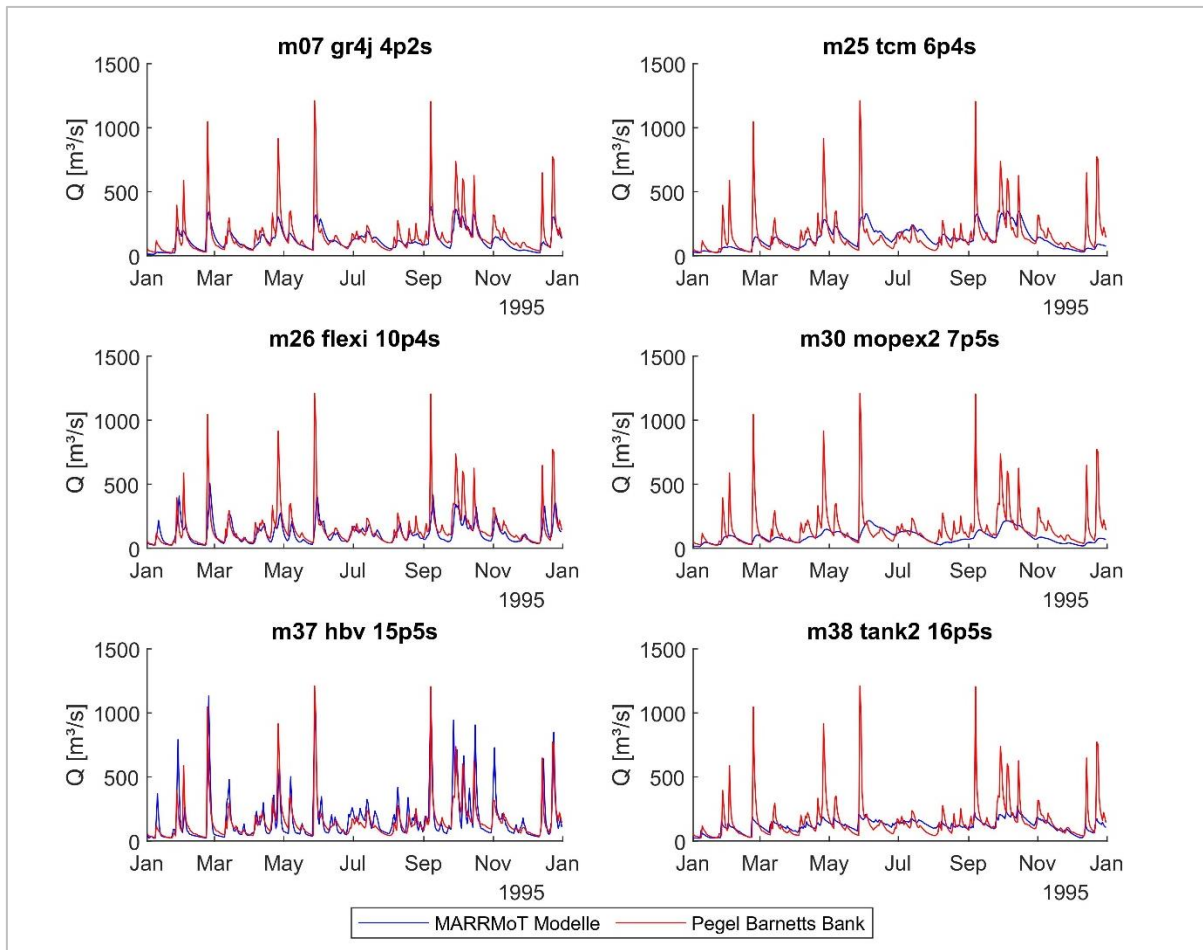 m07 gr4j 4p2s
1500
1000
500
0
Q [m³/s]
Jan Mar May Jul Sep Nov Jan
1995
m25 tcm 6p4s
1500
1000
500
0
Q [m³/s]
Jan Mar May Jul Sep Nov Jan
1995
m26 flexi 10p4s
1500
1000
500
0
Q [m³/s]
Jan Mar May Jul Sep Nov Jan
1995
m30 mopex2 7p5s
1500
1000
500
0
Q [m³/s]
Jan Mar May Jul Sep Nov Jan
1995
m37 hbv 15p5s
1500
1000
500
0
Q [m³/s]
Jan Mar May Jul Sep Nov Jan
1995
m38 tank2 16p5s
1500
1000
500
0
Q [m³/s]
Jan Mar May Jul Sep Nov Jan
1995
MARRMoT Modelle Pegel Barnetts Bank